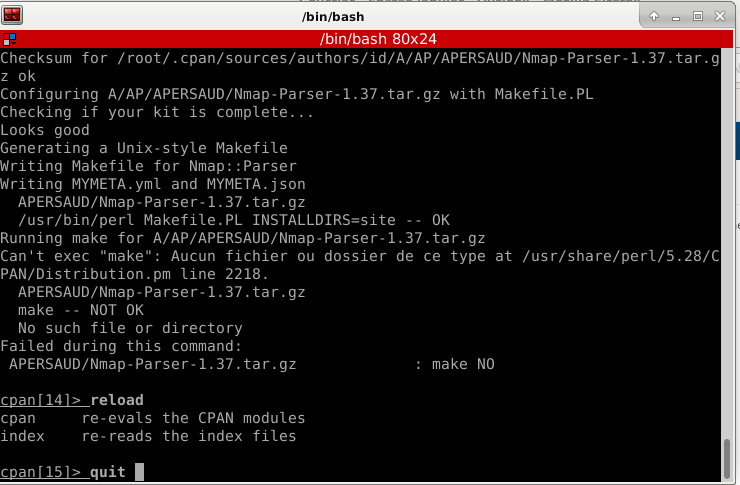 /bin/bash
/bin/bash 80x24
Checksum for /root/.cpan/sources/authors/id/A/AP/APERSAUD/Nmap-Parser-1.37.tar.g
z ok
Configuring A/AP/APERSAUD/Nmap-Parser-1.37.tar.gz with Makefile.PL
Checking if your kit is complete...
Looks good
Generating a Unix-style Makefile
Writing Makefile for Nmap::Parser
Writing MYMETA.yml and MYMETA.json
  APERSAUD/Nmap-Parser-1.37.tar.gz
  /usr/bin/perl Makefile.PL INSTALLDIRS=site -- OK
Running make for A/AP/APERSAUD/Nmap-Parser-1.37.tar.gz
Can't exec "make": Aucun fichier ou dossier de ce type at /usr/share/perl/5.28/C
PAN/Distribution.pm line 2218.
  APERSAUD/Nmap-Parser-1.37.tar.gz
  make -- NOT OK
  No such file or directory
Failed during this command:
 APERSAUD/Nmap-Parser-1.37.tar.gz             : make NO
cpan[14]> reload
cpan     re-evals the CPAN modules
index    re-reads the index files
cpan[15]> quit